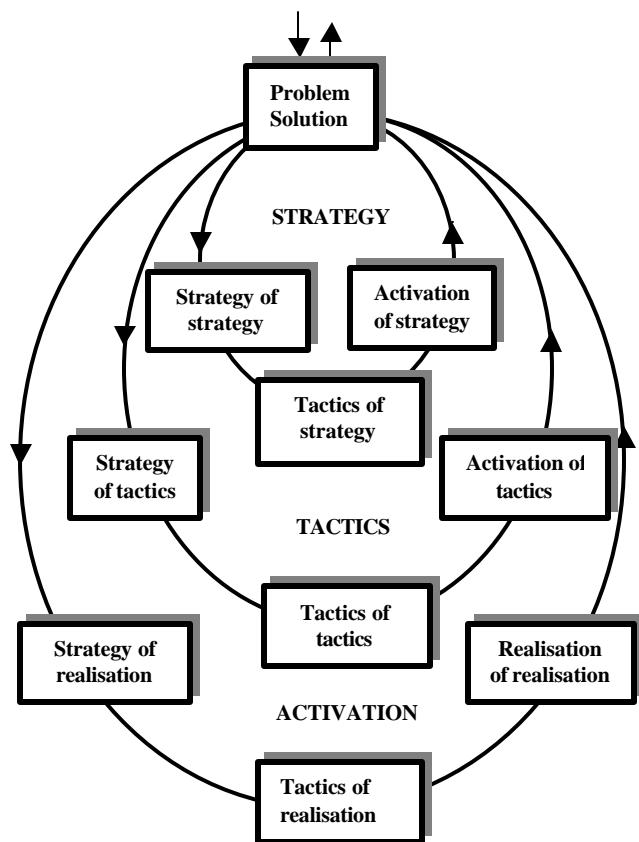 Problem
Solution
STRATEGY
Strategy of
strategy
Activation
of strategy
Tactics of
strategy
Strategy
of tactics
Activation of
tactics
TACTICS
Tactics of
tactics
Strategy of
realisation
Realisation
of realisation
ACTIVATION
Tactics of
realisation